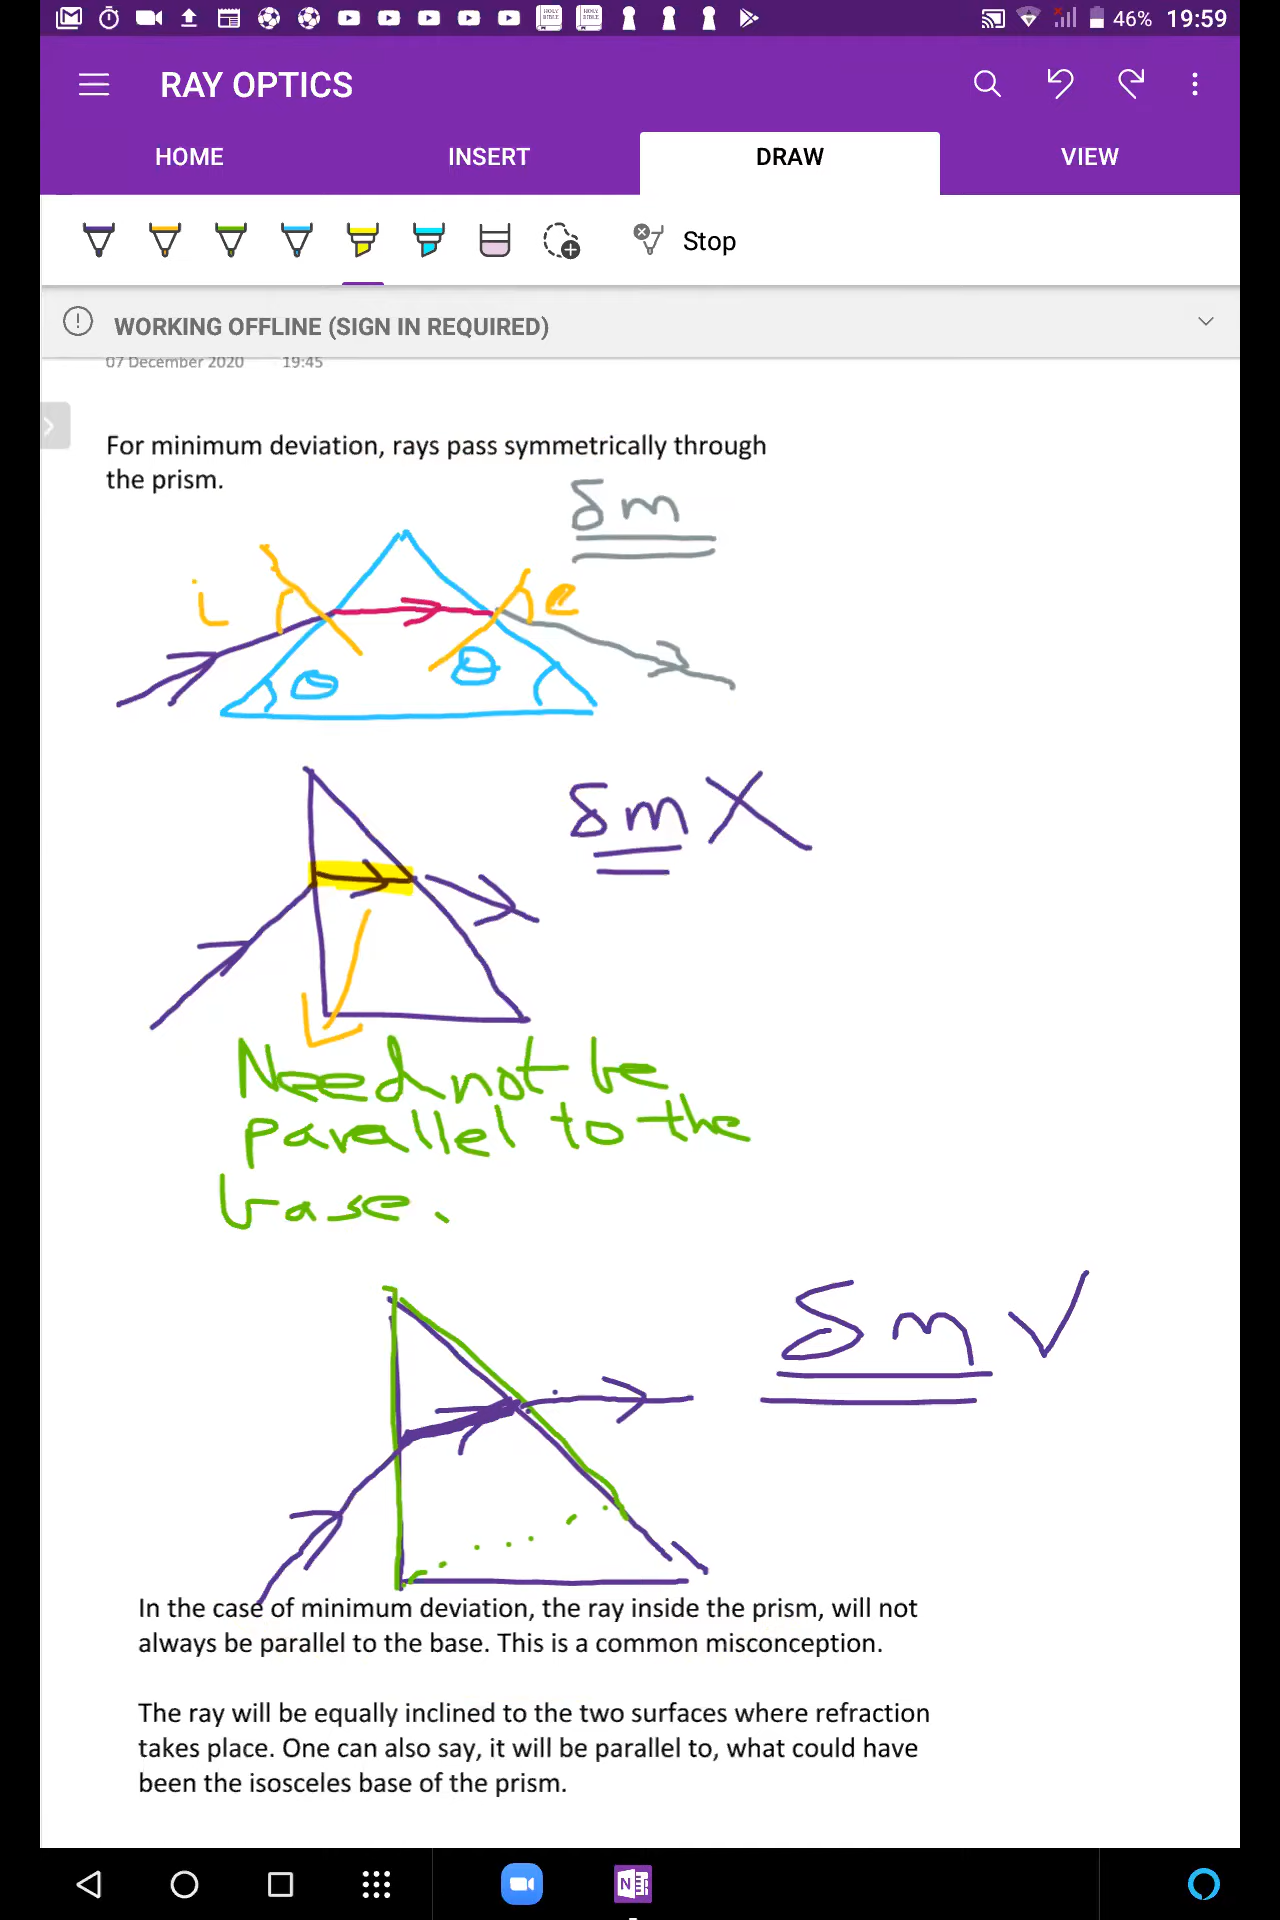 46% 19:59
RAY OPTICS
HOME INSERT DRAW VIEW
Stop
WORKING OFFLINE (SIGN IN REQUIRED)
07 December 2020 19:45
For minimum deviation, rays pass symmetrically through
the prism.
δm
i e
θ θ
δm X
Need not be
parallel to the
base.
δm ✓
In the case of minimum deviation, the ray inside the prism, will not
always be parallel to the base. This is a common misconception.
The ray will be equally inclined to the two surfaces where refraction
takes place. One can also say, it will be parallel to, what could have
been the isosceles base of the prism.